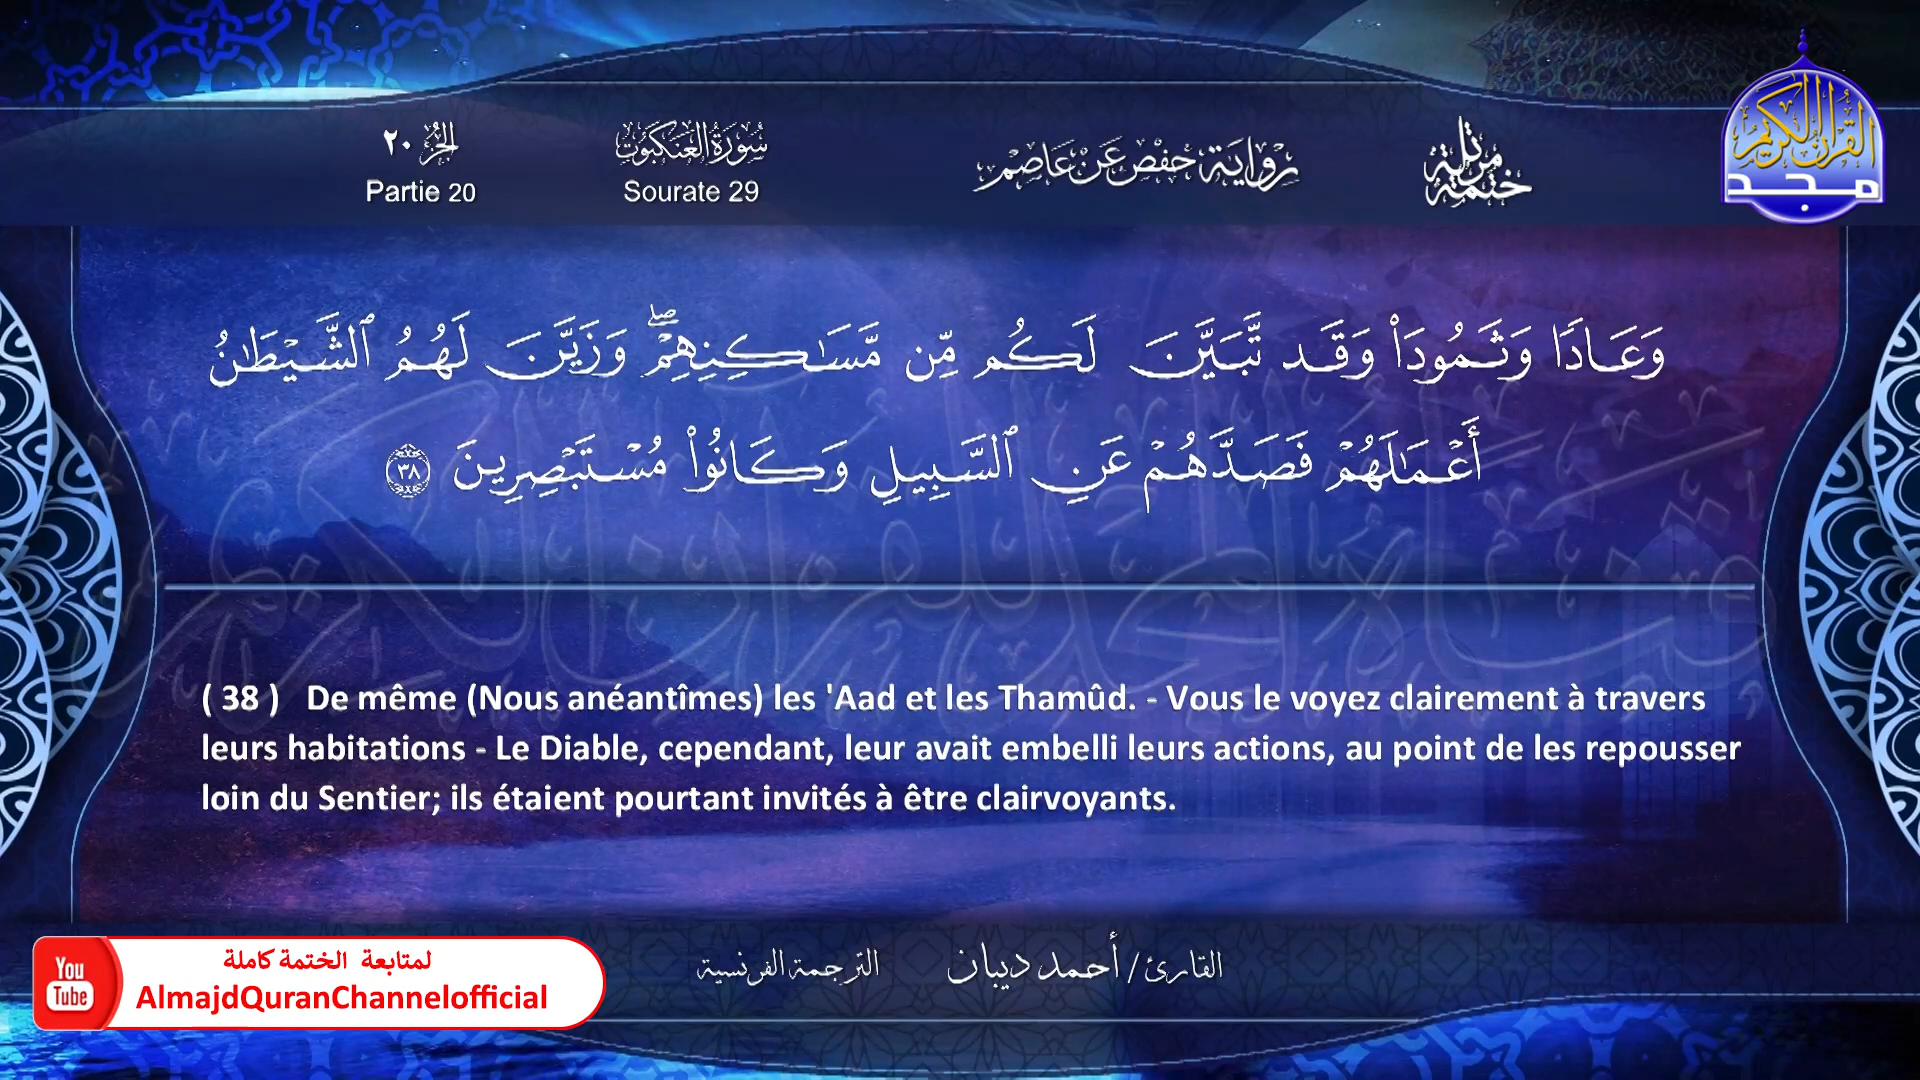 الجزء ٢٠
Partie 20
سورة العنكبوت
Sourate 29
رواية حفص عن عاصم
ختمة مرتلة
القرآن الكريم
مجد
وَعَادًا وَثَمُودَا۟ وَقَد تَّبَيَّنَ لَكُم مِّن مَّسَـٰكِنِهِمْ ۖ وَزَيَّنَ لَهُمُ ٱلشَّيْطَـٰنُ
أَعْمَـٰلَهُمْ فَصَدَّهُمْ عَنِ ٱلسَّبِيلِ وَكَانُوا۟ مُسْتَبْصِرِينَ ٣٨
( 38 ) De même (Nous anéantîmes) les 'Aad et les Thamûd. - Vous le voyez clairement à travers
leurs habitations - Le Diable, cependant, leur avait embelli leurs actions, au point de les repousser
loin du Sentier; ils étaient pourtant invités à être clairvoyants.
القارئ / أحمد ديبان
الترجمة الفرنسية
You
Tube
لمتابعة الختمة كاملة
AlmajdQuranChannelofficial